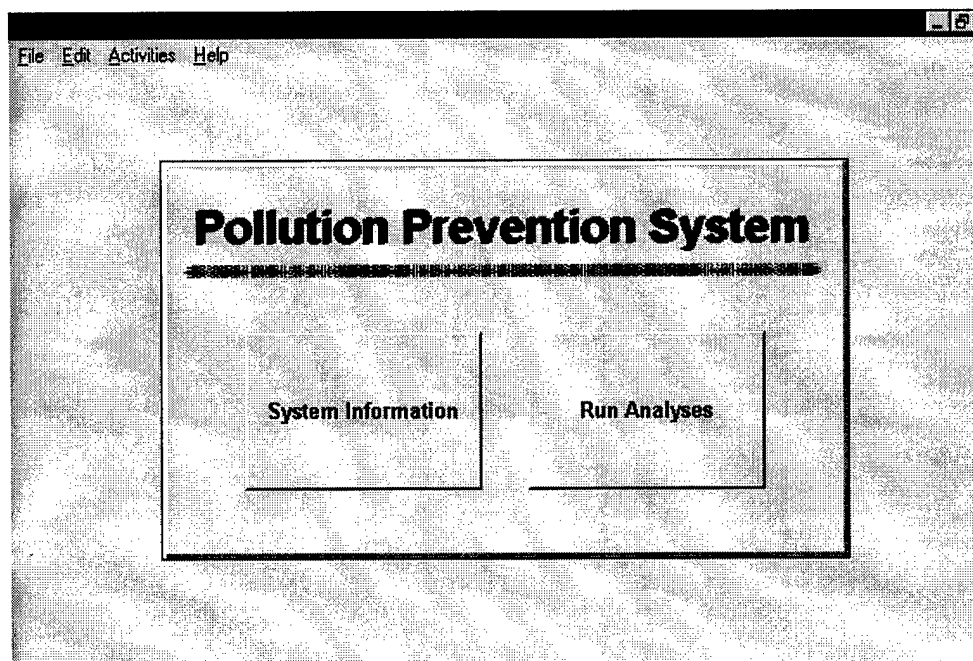 File Edit Activities Help
Pollution Prevention System
System Information
Run Analyses